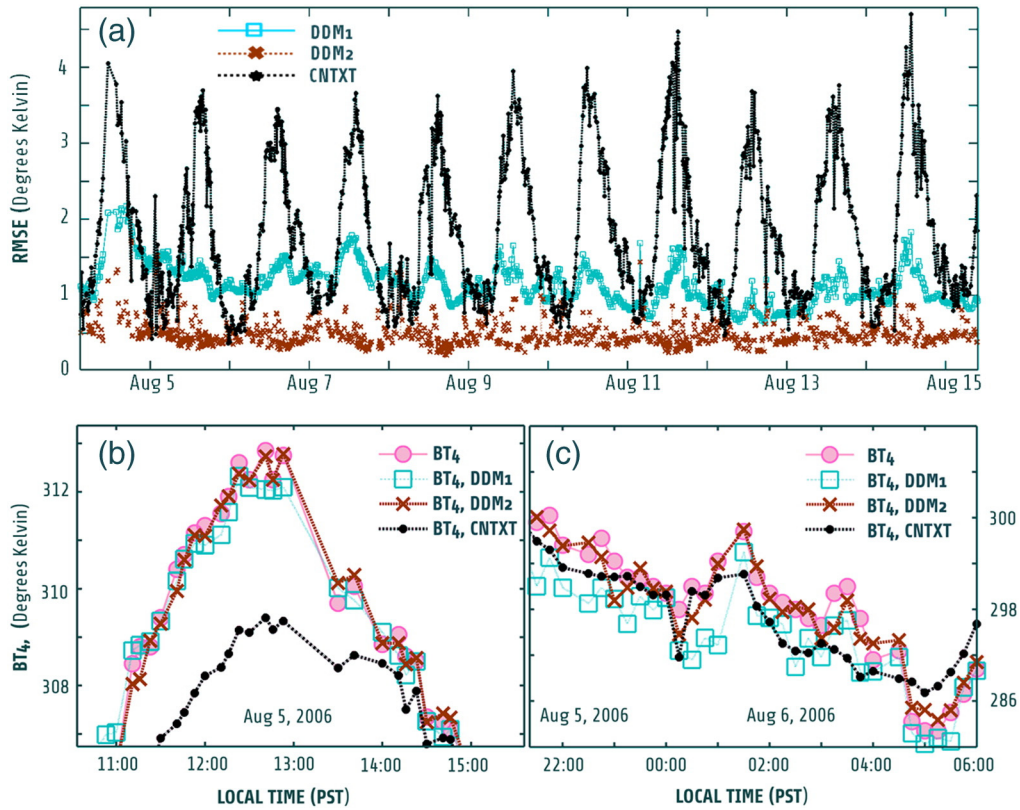 (a)
DDM1
DDM2
CNTXT
RMSE (Degrees Kelvin)
4
3
2
1
0
Aug 5
Aug 7
Aug 9
Aug 11
Aug 13
Aug 15
(b)
BT4
BT4, DDM1
BT4, DDM2
BT4, CNTXT
BT4, (Degrees Kelvin)
312
310
308
Aug 5, 2006
11:00
12:00
13:00
14:00
15:00
LOCAL TIME (PST)
(c)
BT4
BT4, DDM1
BT4, DDM2
BT4, CNTXT
300
298
286
Aug 5, 2006
Aug 6, 2006
22:00
00:00
02:00
04:00
06:00
LOCAL TIME (PST)